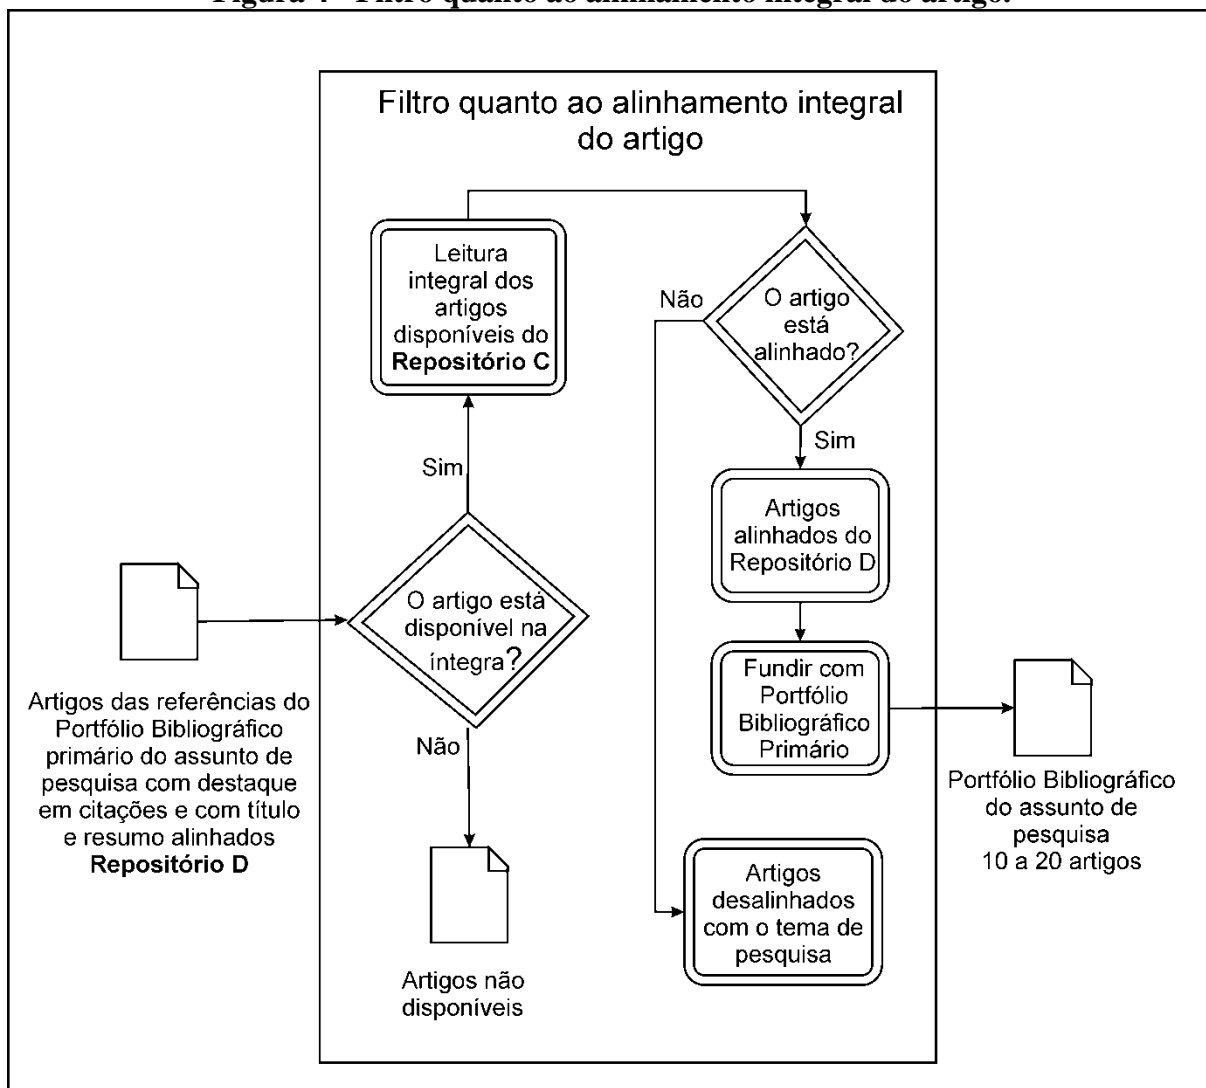 Figura 4 - Filtro quanto ao alinhamento integral do artigo.
Filtro quanto ao alinhamento integral
do artigo
Leitura
integral dos
artigos
disponíveis do
Repositório C
Não
O artigo
está
alinhado?
Sim
Sim
Artigos
alinhados do
Repositório D
O artigo está
disponível na
íntegra?
Artigos das referências do
Portfólio Bibliográfico
primário do assunto de
pesquisa com destaque
em citações e com título
e resumo alinhados
Repositório D
Não
Fundir com
Portfólio
Bibliográfico
Primário
Portfólio Bibliográfico
do assunto de
pesquisa
10 a 20 artigos
Artigos
desalinhados
com o tema de
pesquisa
Artigos não
disponíveis